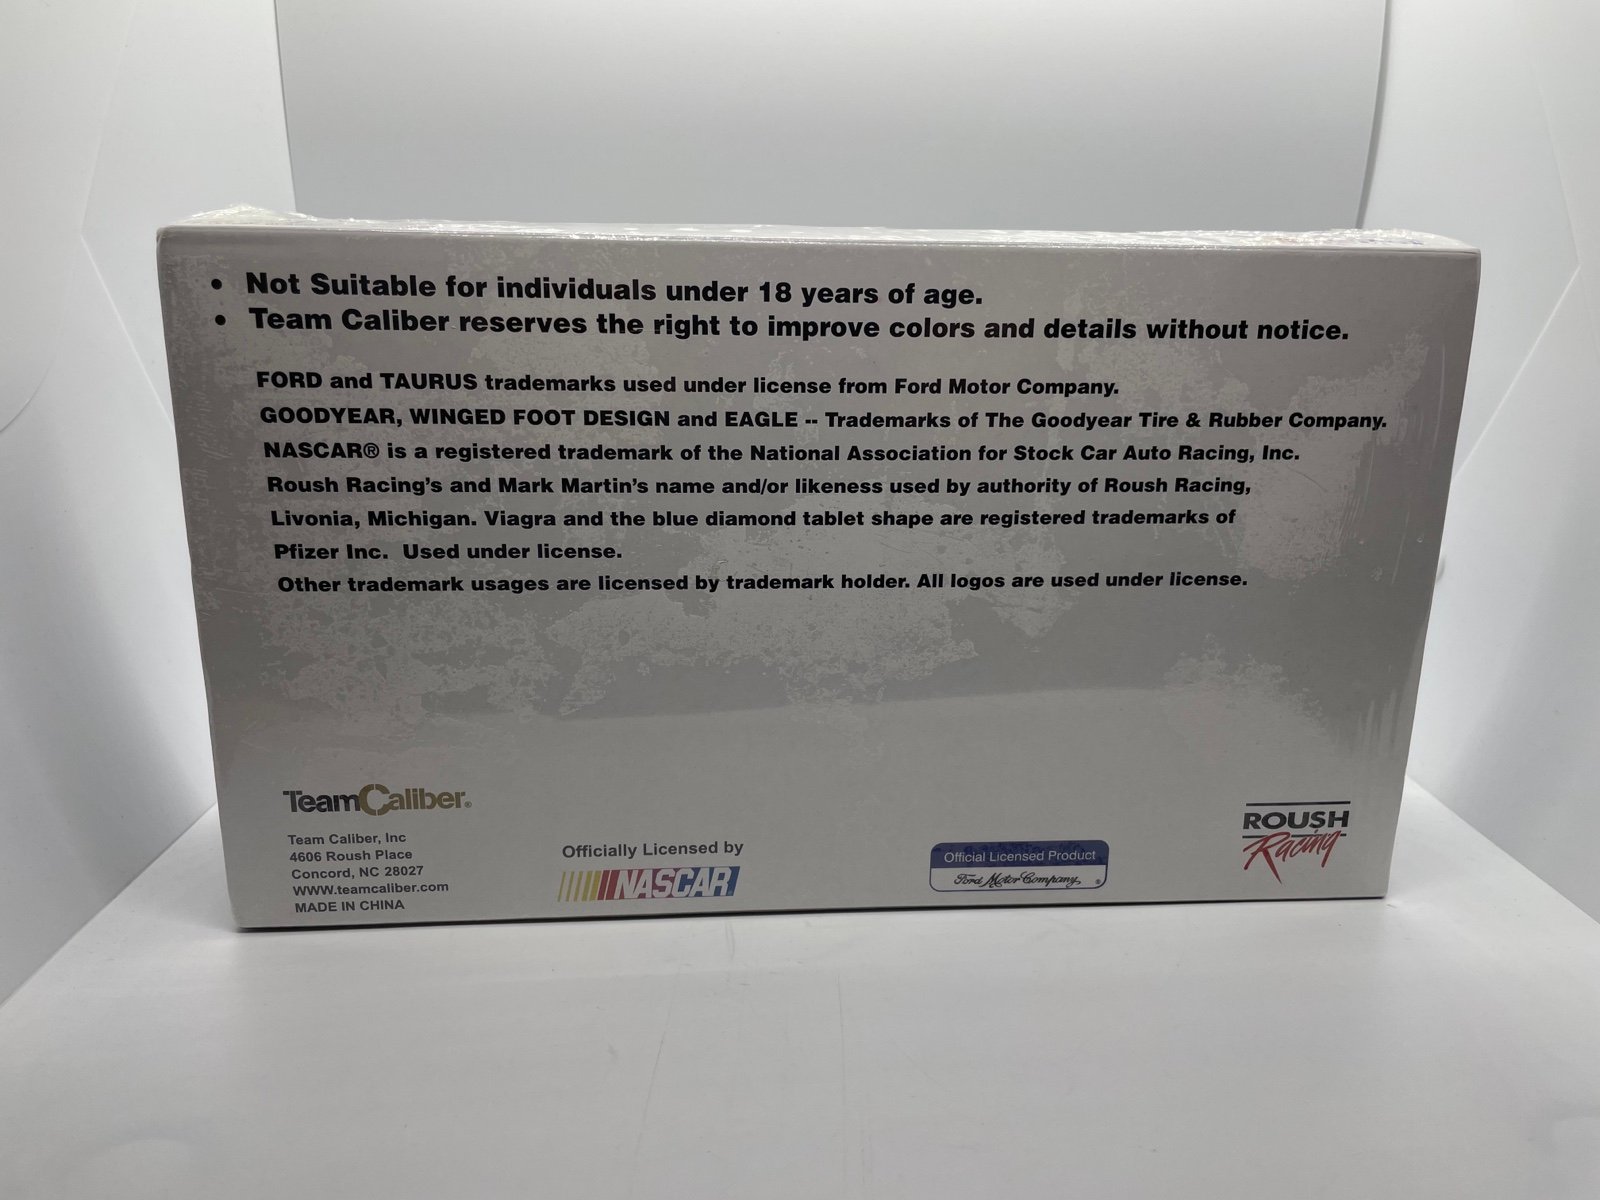 • Not Suitable for individuals under 18 years of age.
• Team Caliber reserves the right to improve colors and details without notice.
FORD and TAURUS trademarks used under license from Ford Motor Company.
GOODYEAR, WINGED FOOT DESIGN and EAGLE -- Trademarks of The Goodyear Tire & Rubber Company.
NASCAR® is a registered trademark of the National Association for Stock Car Auto Racing, Inc.
Roush Racing's and Mark Martin's name and/or likeness used by authority of Roush Racing,
Livonia, Michigan. Viagra and the blue diamond tablet shape are registered trademarks of
Pfizer Inc. Used under license.
Other trademark usages are licensed by trademark holder. All logos are used under license.
TeamCaliber®
Team Caliber, Inc
4606 Roush Place
Concord, NC 28027
WWW.teamcaliber.com
MADE IN CHINA
Officially Licensed by
NASCAR
Official Licensed Product
Ford Motor Company ®
ROUSH
Racing